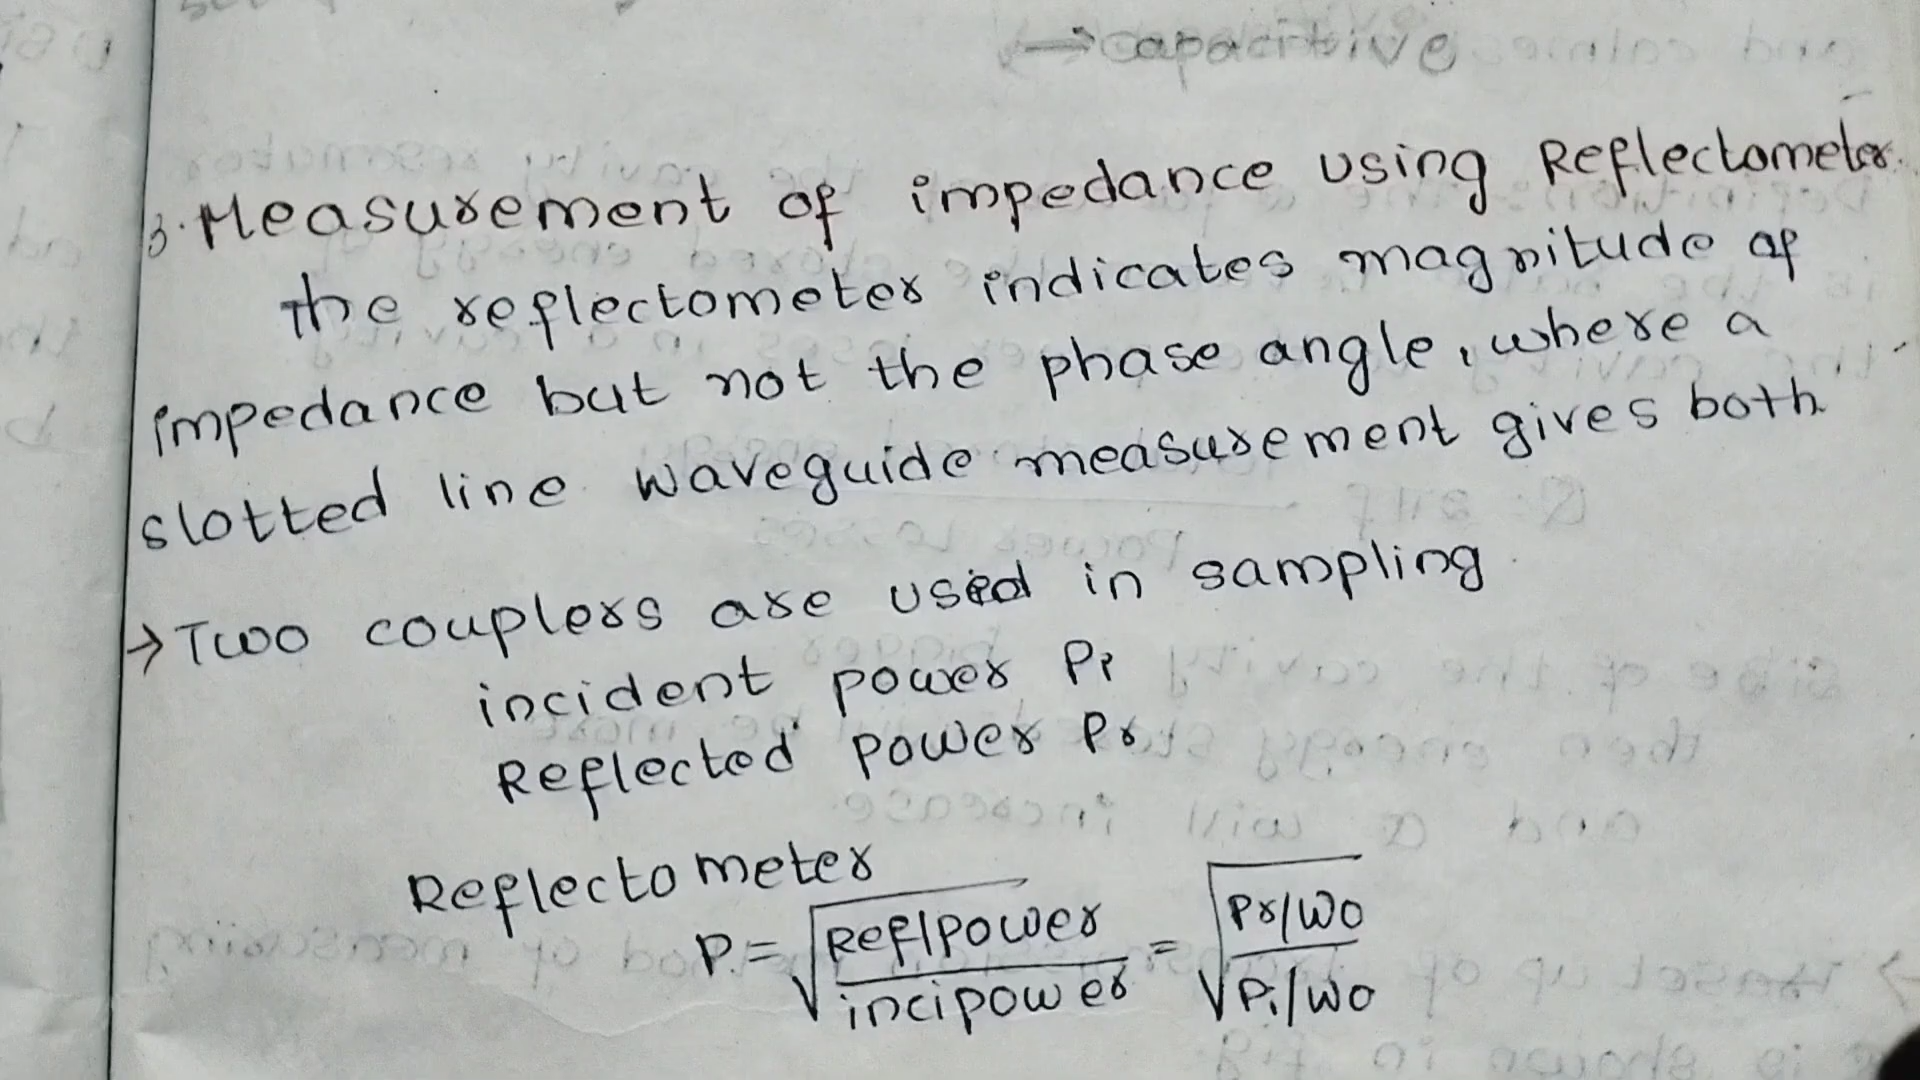 →capacitive
3. Measurement of impedance using Reflectometer.
the reflectometer indicates magnitude of
impedance but not the phase angle, where a
slotted line waveguide measurement gives both
→ Two couplers are used in sampling
incident power Pi
Reflected power Pr
Reflectometer
P = √(Reflpower / incipower) = √(Pr/W0 / Pi/W0)